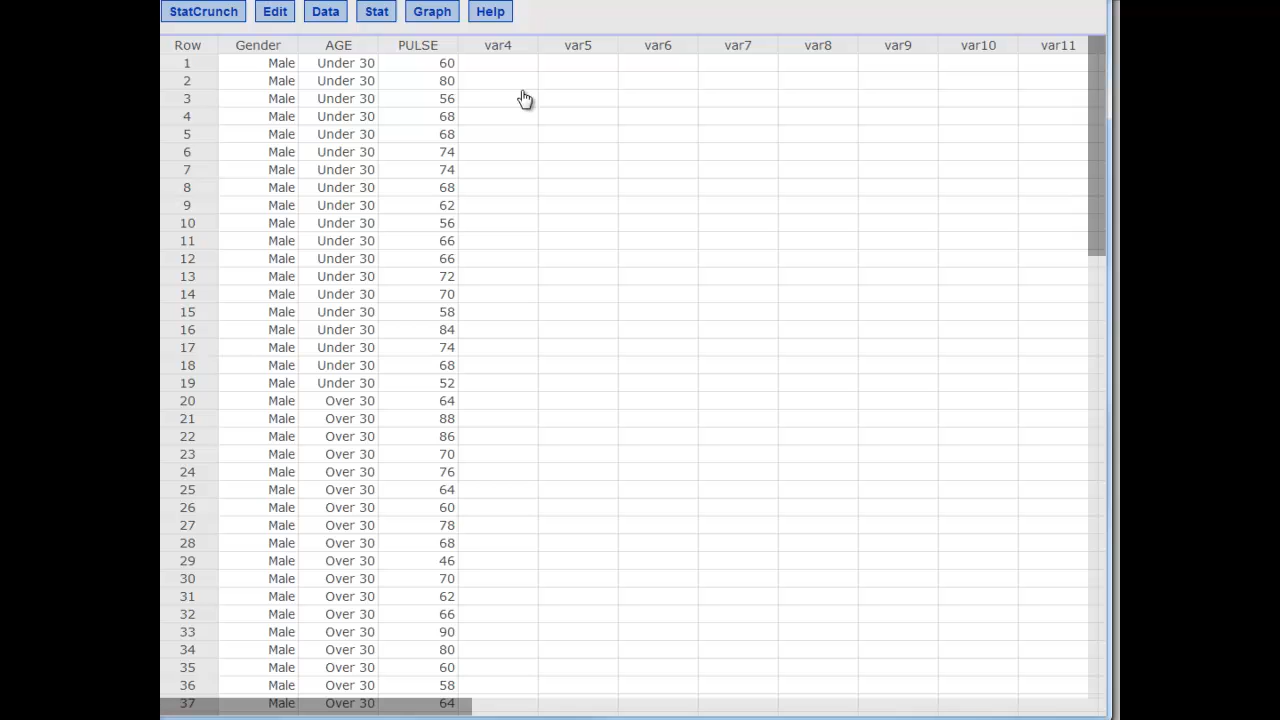 StatCrunch Edit Data Stat Graph Help
Row Gender AGE PULSE var4 var5 var6 var7 var8 var9 var10 var11
1 Male Under 30 60
2 Male Under 30 80
3 Male Under 30 56
4 Male Under 30 68
5 Male Under 30 68
6 Male Under 30 74
7 Male Under 30 74
8 Male Under 30 68
9 Male Under 30 62
10 Male Under 30 56
11 Male Under 30 66
12 Male Under 30 66
13 Male Under 30 72
14 Male Under 30 70
15 Male Under 30 58
16 Male Under 30 84
17 Male Under 30 74
18 Male Under 30 68
19 Male Under 30 52
20 Male Over 30 64
21 Male Over 30 88
22 Male Over 30 86
23 Male Over 30 70
24 Male Over 30 76
25 Male Over 30 64
26 Male Over 30 60
27 Male Over 30 78
28 Male Over 30 68
29 Male Over 30 46
30 Male Over 30 70
31 Male Over 30 62
32 Male Over 30 66
33 Male Over 30 90
34 Male Over 30 80
35 Male Over 30 60
36 Male Over 30 58
37 Male Over 30 64